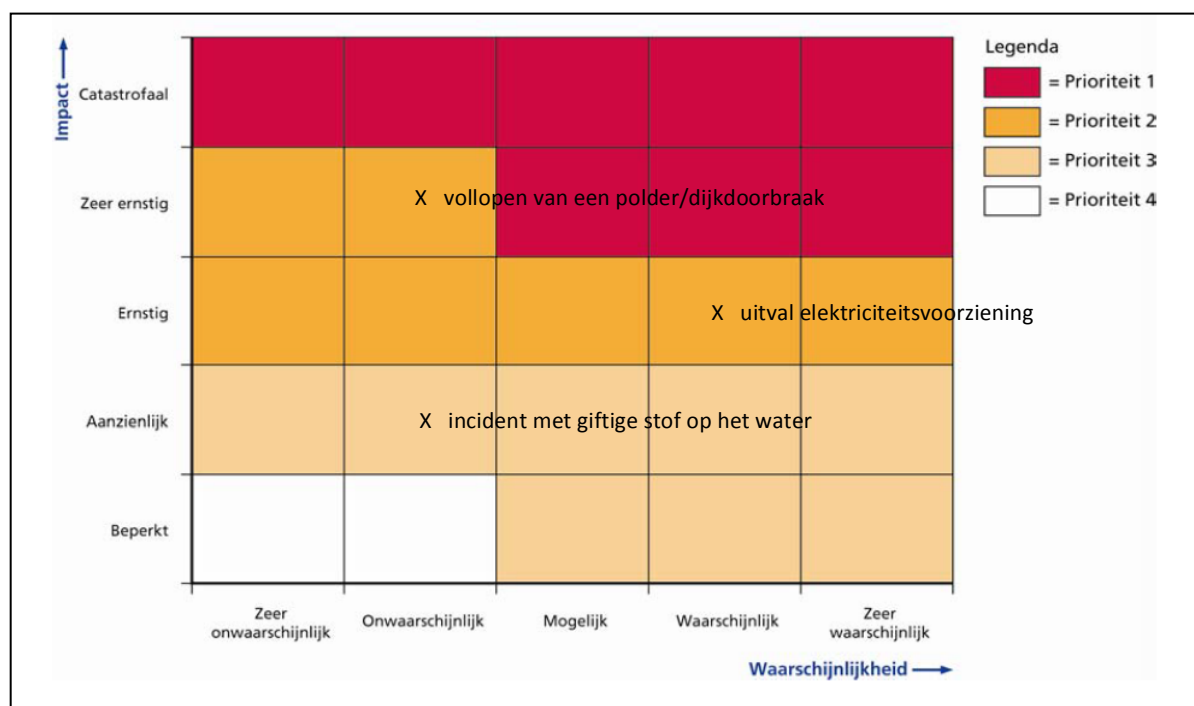 Impact
Catastrofaal
Zeer ernstig
X vollopen van een polder/dijkdoorbraak
Ernstig
X uitval elektriciteitsvoorziening
Aanzienlijk
X incident met giftige stof op het water
Beperkt
Zeer
onwaarschijnlijk
Onwaarschijnlijk
Mogelijk
Waarschijnlijk
Zeer
waarschijnlijk
Waarschijnlijkheid
Legenda
= Prioriteit 1
= Prioriteit 2
= Prioriteit 3
= Prioriteit 4